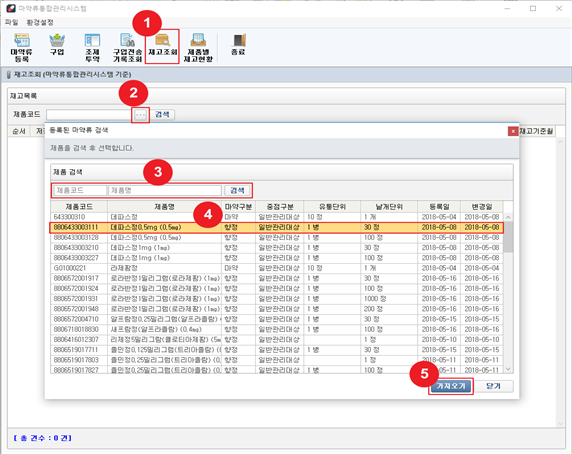 마약류통합관리시스템
파일 환경설정
1
마약류 등록 구입 조제 투약 구입전송 기록조회 재고조회 제품별 재고현황 종료
재고조회 (마약류통합관리시스템 기준)
재고목록
2
제품코드 ... 검색
순서 제 재고기준월
등록된 마약류 검색
제품을 검색 후 선택합니다.
3
제품 검색
제품코드 제품명 검색
제품코드 제품명 마약구분 중점구분 유통단위 낱개단위 등록일 변경일
4
643300310 데파스정 마약 일반관리대상 10 정 1 개 2018-05-04 2018-05-08
8806433003111 데파스정0,5mg (0,5㎎) 향정 일반관리대상 1 병 30 정 2018-05-08 2018-05-08
8806433003128 데파스정0,5mg (0,5㎎) 향정 일반관리대상 1 병 100 정 2018-05-08 2018-05-08
8806433003210 데파스정1mg (1㎎) 향정 일반관리대상 1 병 30 정 2018-05-08 2018-05-08
8806433003227 데파스정1mg (1㎎) 향정 일반관리대상 1 병 100 정 2018-05-08 2018-05-08
G01000221 라제팜정 마약 일반관리대상 10 정 1 개 2018-05-04 2018-05-04
8806572001917 로라반정1밀리그램(로라제팜) (1㎎) 향정 일반관리대상 1 병 30 정 2018-05-16 2018-05-16
8806572001924 로라반정1밀리그램(로라제팜) (1㎎) 향정 일반관리대상 1 병 100 정 2018-05-16 2018-05-16
8806572001931 로라반정1밀리그램(로라제팜) (1㎎) 향정 일반관리대상 1 병 1000 정 2018-05-16 2018-05-16
8806572001948 로라반정1밀리그램(로라제팜) (1㎎) 향정 일반관리대상 1 병 200 정 2018-05-16 2018-05-16
8806572004710 로라팜정0,25밀리그램(알프라졸람) 향정 일반관리대상 1 병 30 정 2018-05-16 2018-05-16
8806718018830 새프람정(알프라졸람) (0,4㎎) 향정 일반관리대상 1 병 100 정 2018-05-16 2018-05-16
8806416012307 리제정5밀리그램(클로티아제팜) (5㎎ 향정 일반관리대상 1 정 2018-05-10 2018-05-10
8806519017711 졸민정0,125밀리그램(트리아졸람) ( 향정 일반관리대상 1 병 30 정 2018-05-15 2018-05-15
8806519017803 졸민정0,25밀리그램(트리아졸람) (0, 향정 일반관리대상 1 정 2018-05-11 2018-05-11
8806519017827 졸민정0,25밀리그램(트리아졸람) (0, 향정 일반관리대상 1 병 100 정 2018-05-11 2018-05-11
5
가져오기 닫기
[ 총 건수 : 0 건]